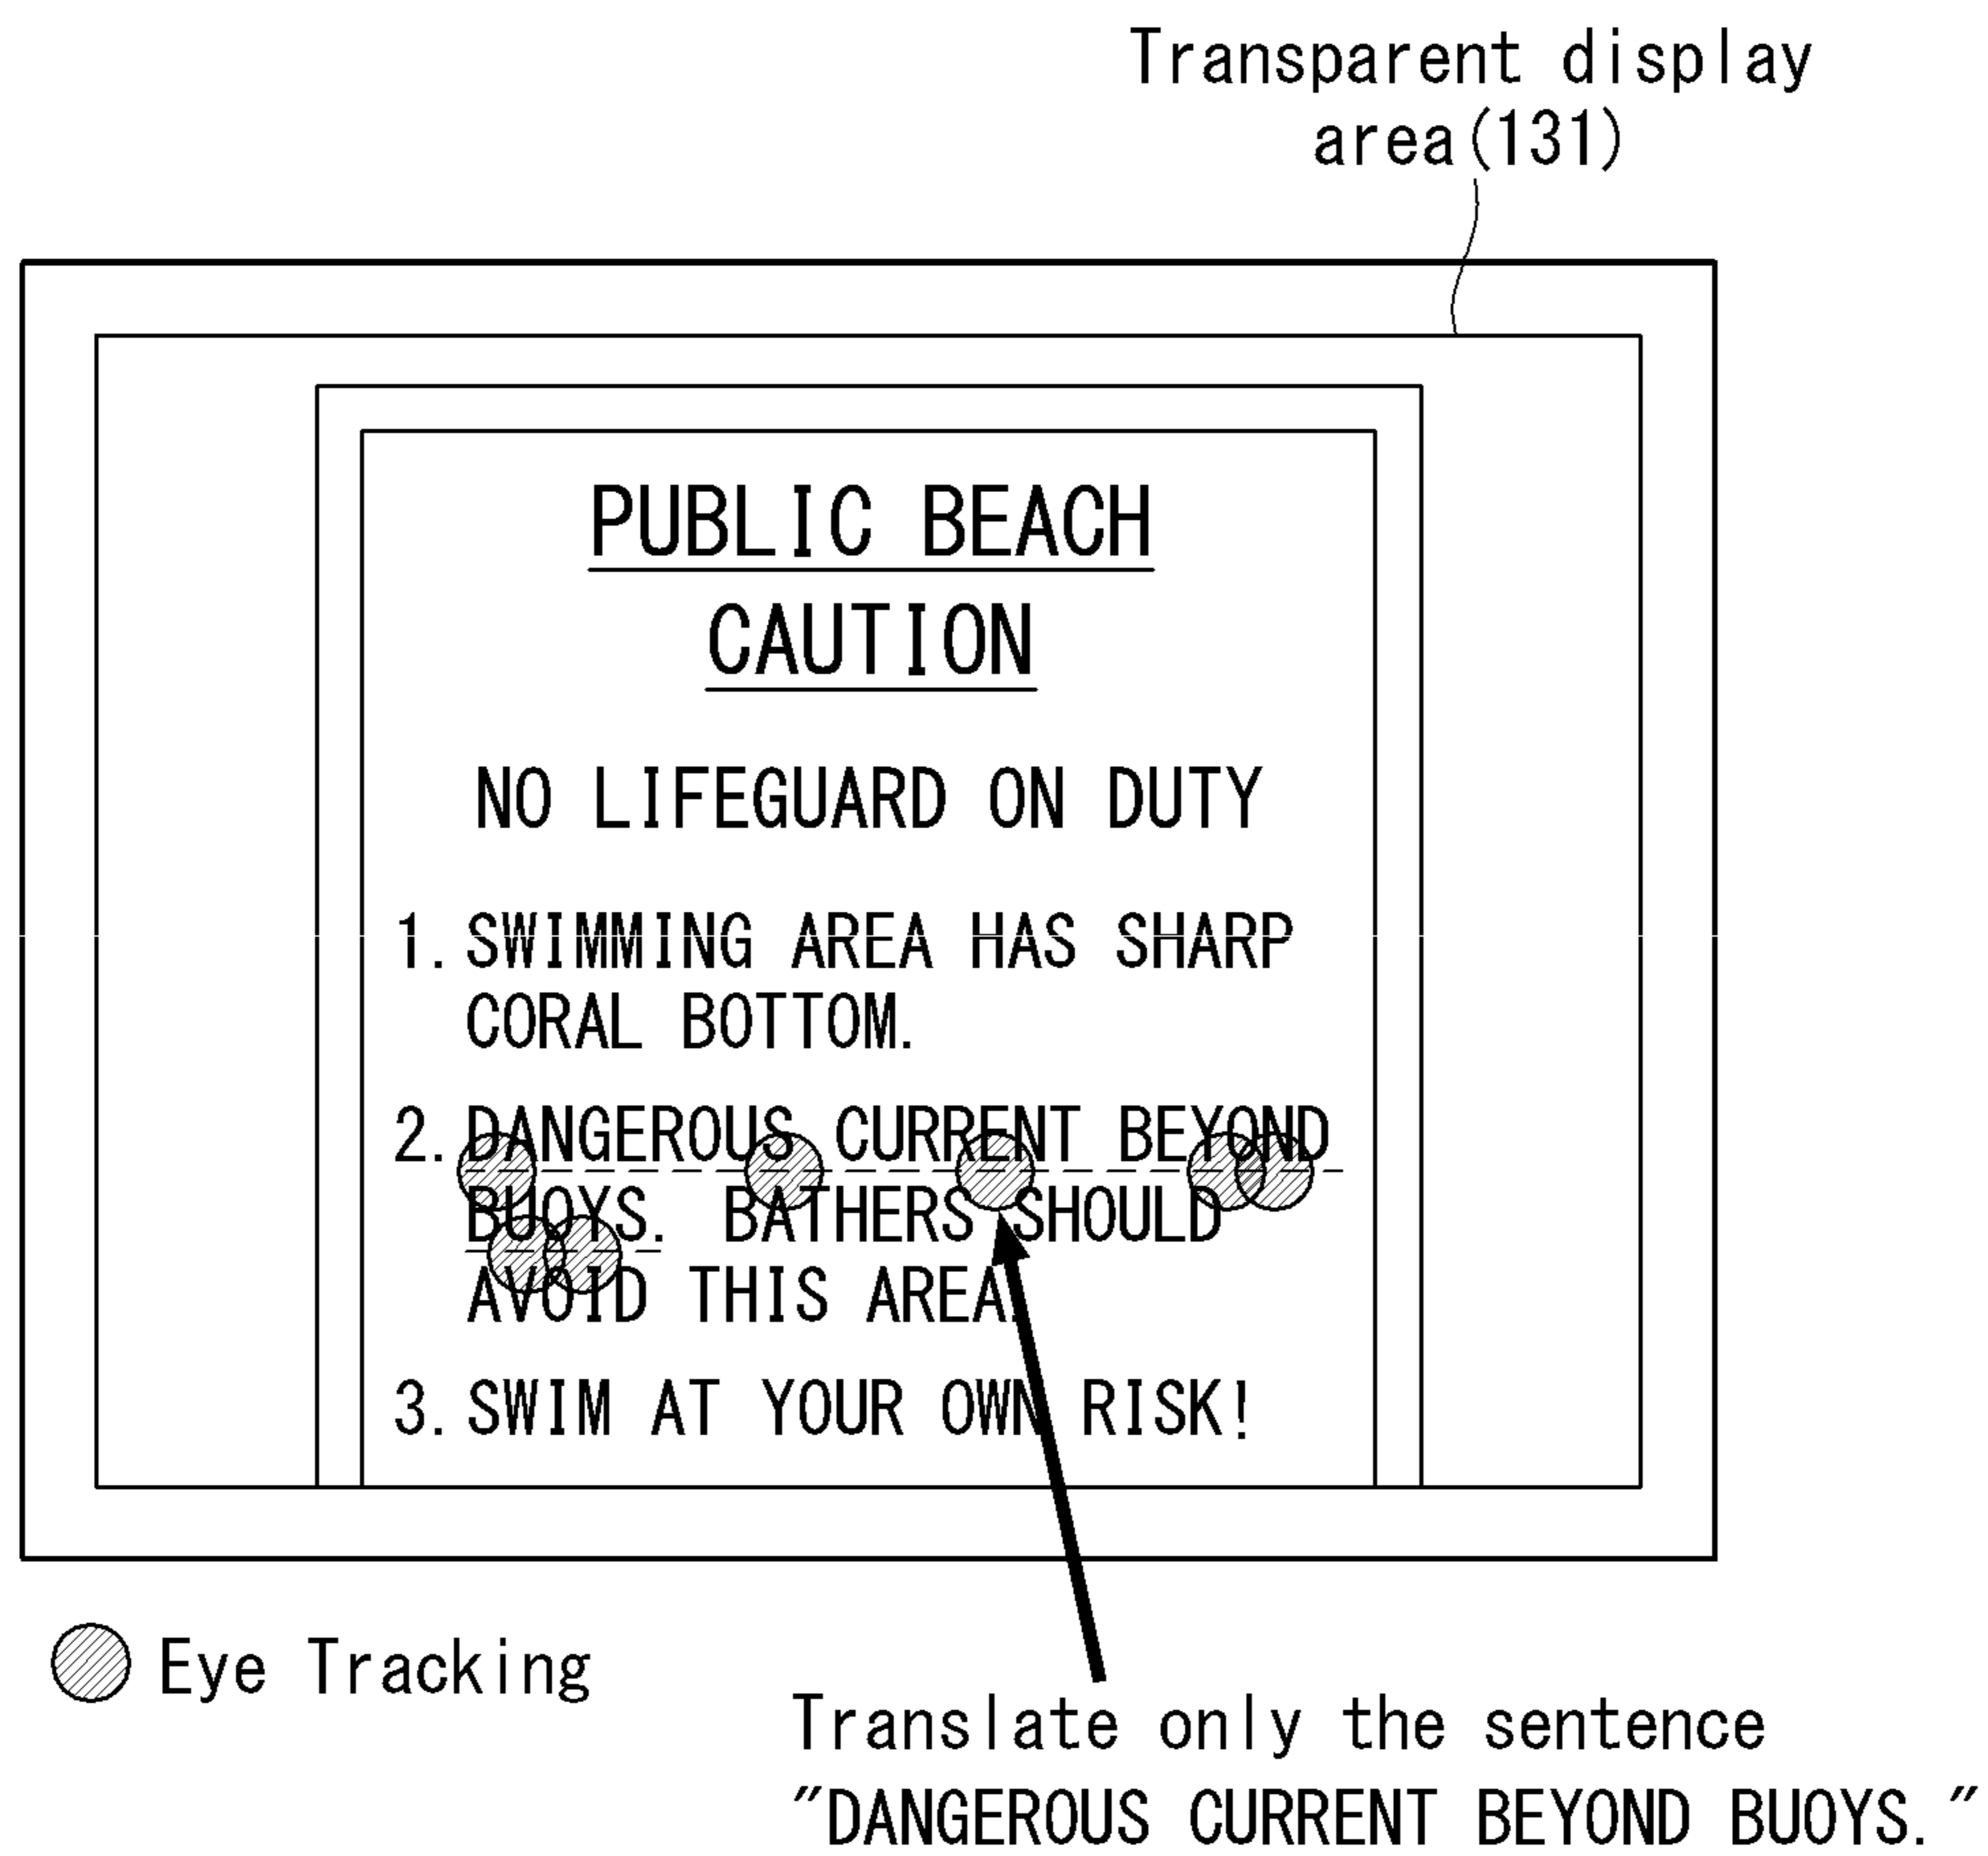 Transparent display
area(131)
PUBLIC BEACH
CAUTION
NO LIFEGUARD ON DUTY
1. SWIMMING AREA HAS SHARP
CORAL BOTTOM.
2. DANGEROUS CURRENT BEYOND
BUOYS. BATHERS SHOULD
AVOID THIS AREA.
3. SWIM AT YOUR OWN RISK!
Eye Tracking
Translate only the sentence
"DANGEROUS CURRENT BEYOND BUOYS."